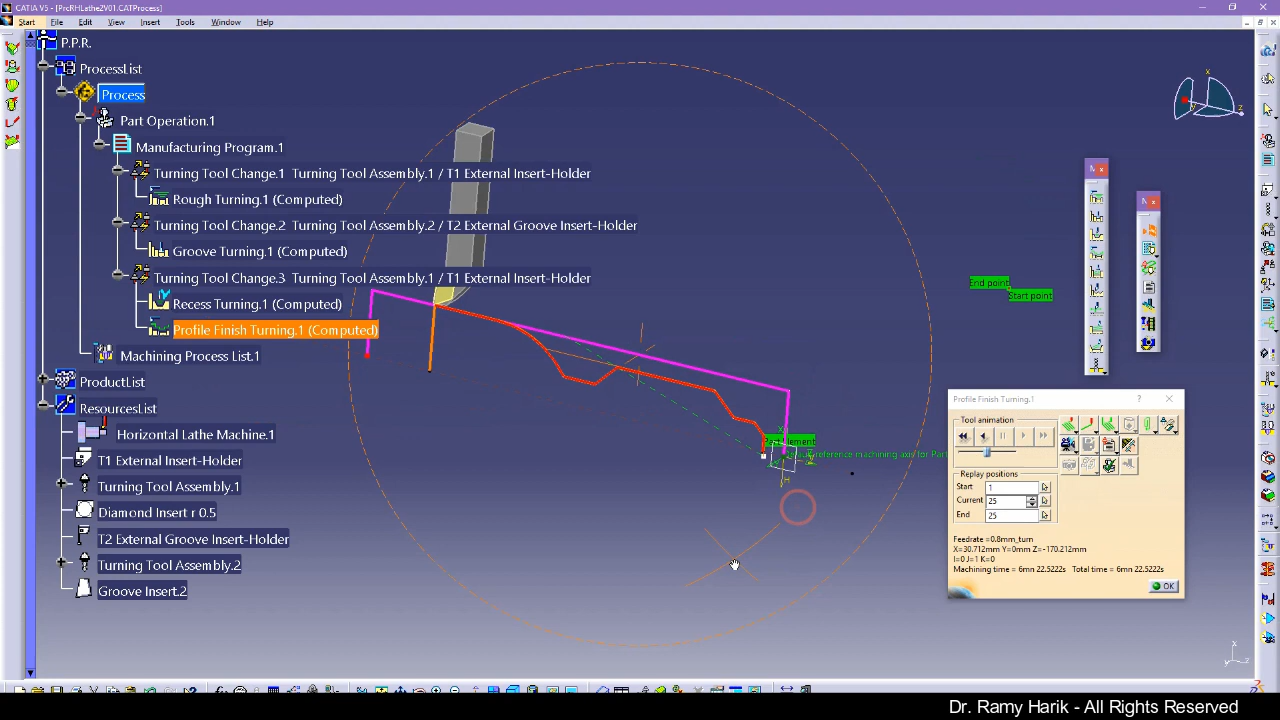 CATIA V5 - [PrcRHLathe2V01.CATProcess]
Start File Edit View Insert Tools Window Help
P.P.R.
ProcessList
Process
Part Operation.1
Manufacturing Program.1
Turning Tool Change.1 Turning Tool Assembly.1 / T1 External Insert-Holder
Rough Turning.1 (Computed)
Turning Tool Change.2 Turning Tool Assembly.2 / T2 External Groove Insert-Holder
Groove Turning.1 (Computed)
Turning Tool Change.3 Turning Tool Assembly.1 / T1 External Insert-Holder
Recess Turning.1 (Computed)
Profile Finish Turning.1 (Computed)
Machining Process List.1
ProductList
ResourcesList
Horizontal Lathe Machine.1
T1 External Insert-Holder
Turning Tool Assembly.1
Diamond Insert r 0.5
T2 External Groove Insert-Holder
Turning Tool Assembly.2
Groove Insert.2
End point
Start point
reference machining axis for Part
Profile Finish Turning.1
Tool animation
Replay positions
Start 1
Current 25
End 25
Feedrate =0.8mm_turn
X=30.712mm Y=0mm Z=-170.212mm
I=0 J=1 K=0
Machining time = 6mn 22.5222s Total time = 6mn 22.5222s
OK
Dr. Ramy Harik - All Rights Reserved